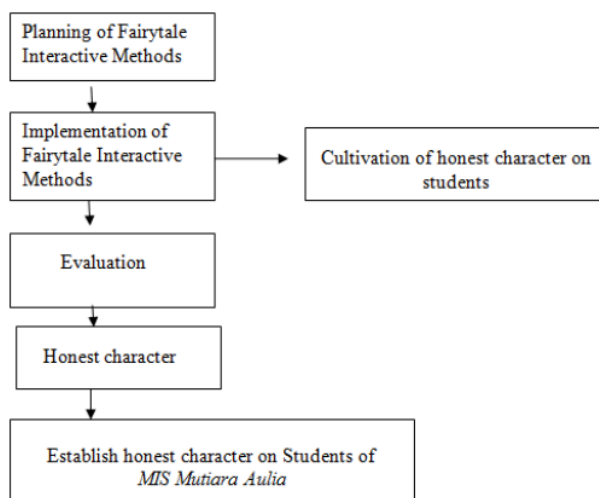 Planning of Fairytale
Interactive Methods
Implementation of
Fairytale Interactive
Methods
Cultivation of honest character on
students
Evaluation
Honest character
Establish honest character on Students of
MIS Mutiara Aulia